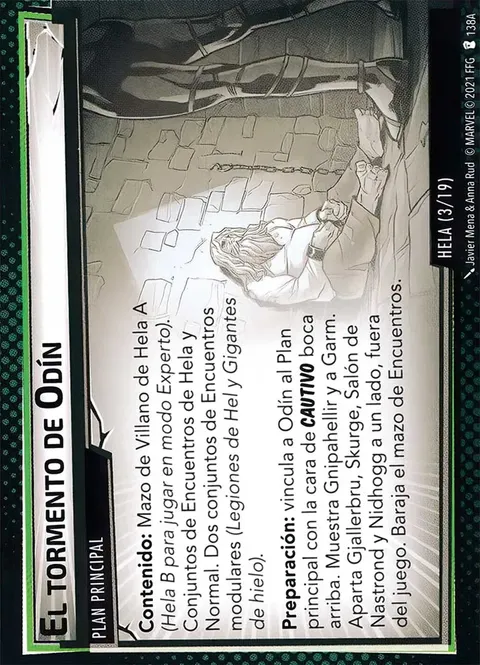 EL TORMENTO DE ODÍN
PLAN PRINCIPAL
Contenido: Mazo de Villano de Hela A
(Hela B para jugar en modo Experto).
Conjuntos de Encuentros de Hela y
Normal. Dos conjuntos de Encuentros
modulares (Legiones de Hel y Gigantes
de hielo).
Preparación: vincula a Odín al Plan
principal con la cara de CAUTIVO boca
arriba. Muestra Gnipahellir y a Garm.
Aparta Gjallerbru, Skurge, Salón de
Nastrond y Nidhogg a un lado, fuera
del juego. Baraja el mazo de Encuentros.
HELA (3/19)
Javier Mena & Anna Rud © MARVEL © 2021 FFG 138A